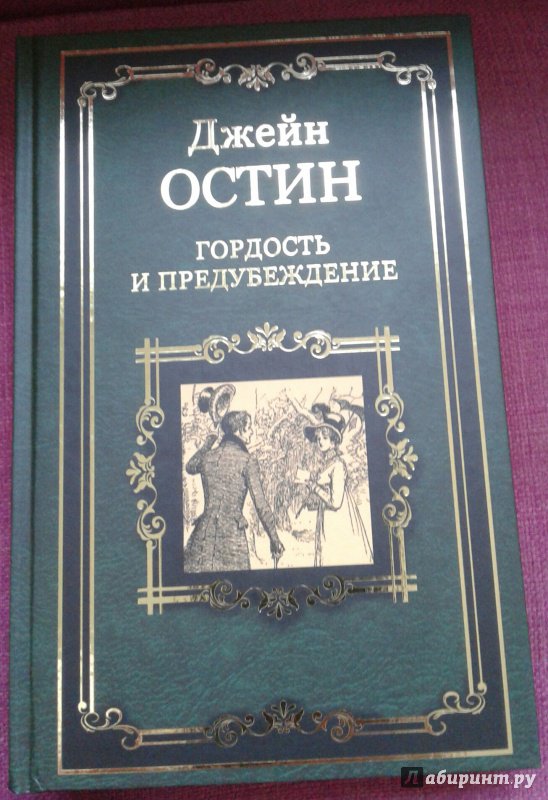 Джейн
ОСТИН
ГОРДОСТЬ
И ПРЕДУБЕЖДЕНИЕ
Лабиринт.ру